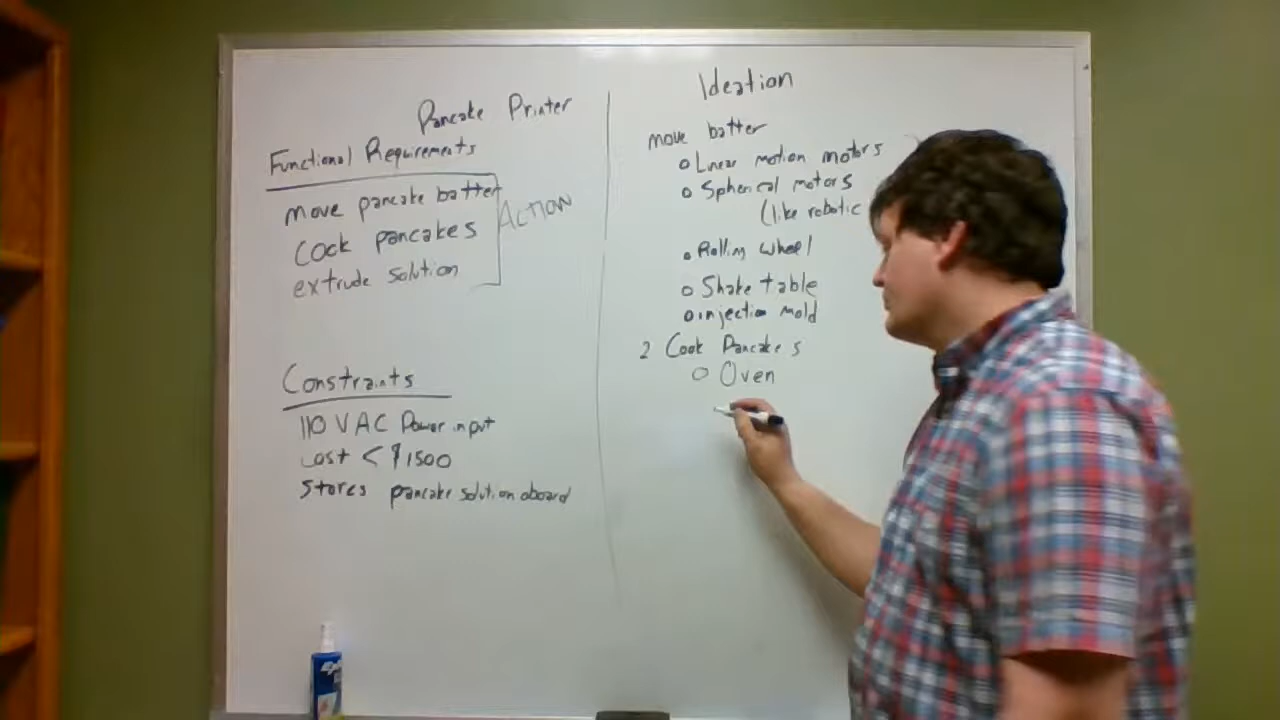 Pancake Printer
Functional Requirements
move pancake batter
Cook pancakes
extrude solution
ACTION
Constraints
110 VAC Power input
Cost < $1500
Stores pancake solution aboard
Ideation
move batter
Linear motion motors
Spherical motors
(like robotic
Rolling wheel
Shake table
injection mold
2 Cook Pancakes
Oven